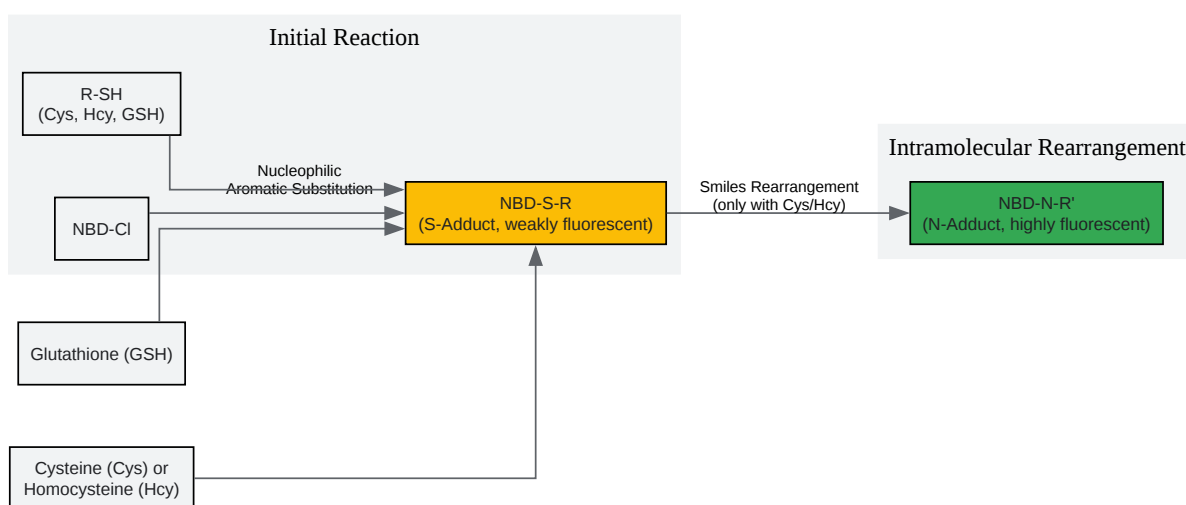 Initial Reaction
R-SH
(Cys, Hcy, GSH)
Nucleophilic
Aromatic Substitution
NBD-Cl
NBD-S-R
(S-Adduct, weakly fluorescent)
Smiles Rearrangement
(only with Cys/Hcy)
Intramolecular Rearrangement
NBD-N-R'
(N-Adduct, highly fluorescent)
Glutathione (GSH)
Cysteine (Cys) or
Homocysteine (Hcy)